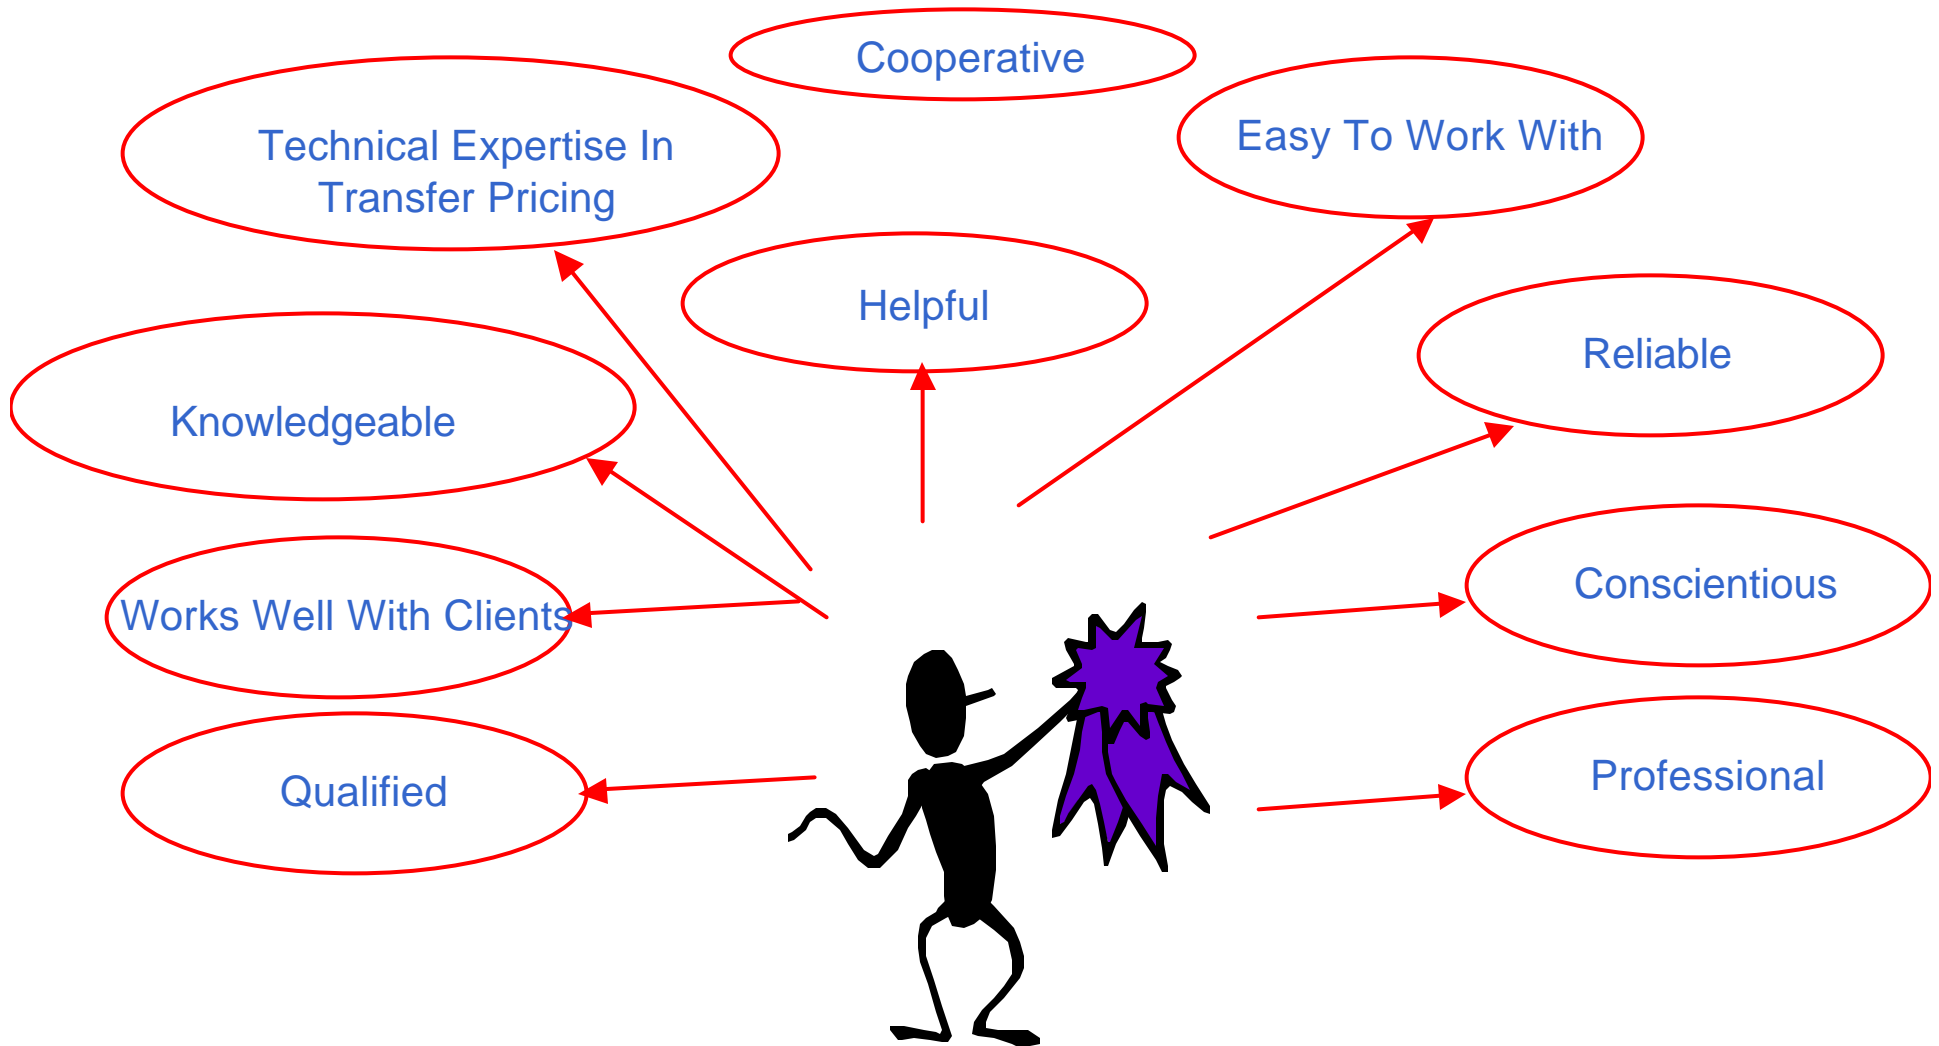 Cooperative
Technical Expertise In
Transfer Pricing
Easy To Work With
Helpful
Reliable
Knowledgeable
Works Well With Clients
Conscientious
Qualified
Professional